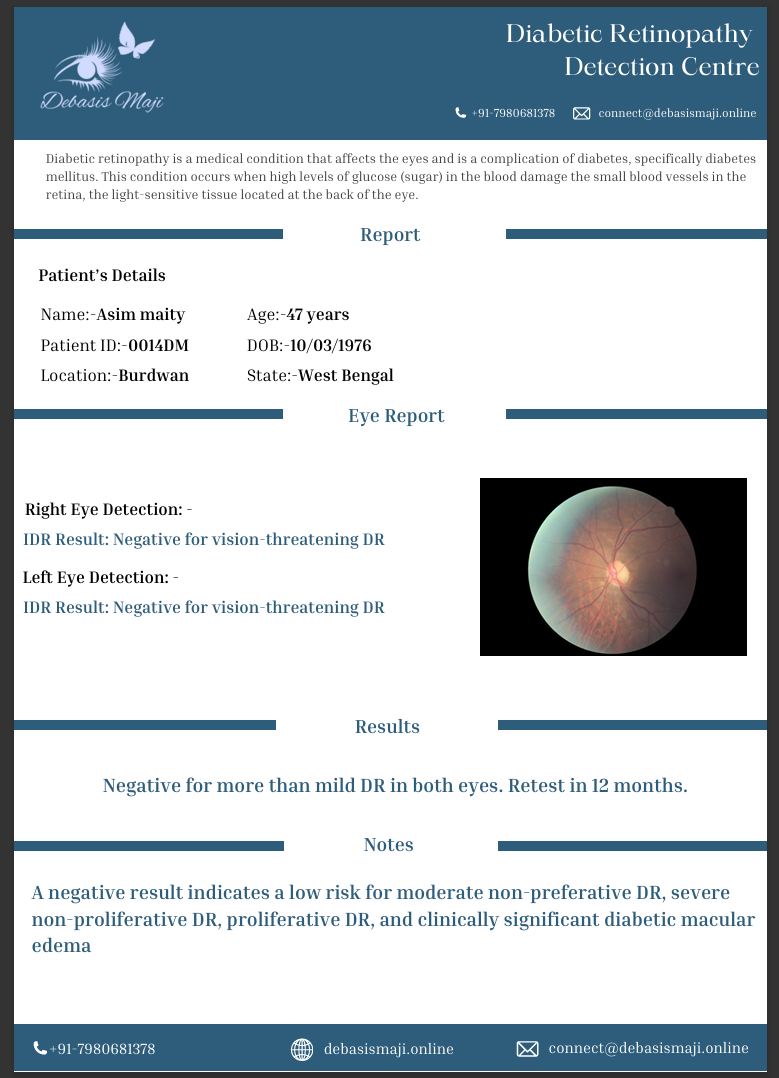 Debasis Maji
Diabetic Retinopathy
Detection Centre
+91-7980681378 connect@debasismaji.online
Diabetic retinopathy is a medical condition that affects the eyes and is a complication of diabetes, specifically diabetes
mellitus. This condition occurs when high levels of glucose (sugar) in the blood damage the small blood vessels in the
retina, the light-sensitive tissue located at the back of the eye.
Report
Patient’s Details
Name:-Asim maity Age:-47 years
Patient ID:-0014DM DOB:-10/03/1976
Location:-Burdwan State:-West Bengal
Eye Report
Right Eye Detection: -
IDR Result: Negative for vision-threatening DR
Left Eye Detection: -
IDR Result: Negative for vision-threatening DR
Results
Negative for more than mild DR in both eyes. Retest in 12 months.
Notes
A negative result indicates a low risk for moderate non-preferative DR, severe
non-proliferative DR, proliferative DR, and clinically significant diabetic macular
edema
+91-7980681378 debasismaji.online connect@debasismaji.online